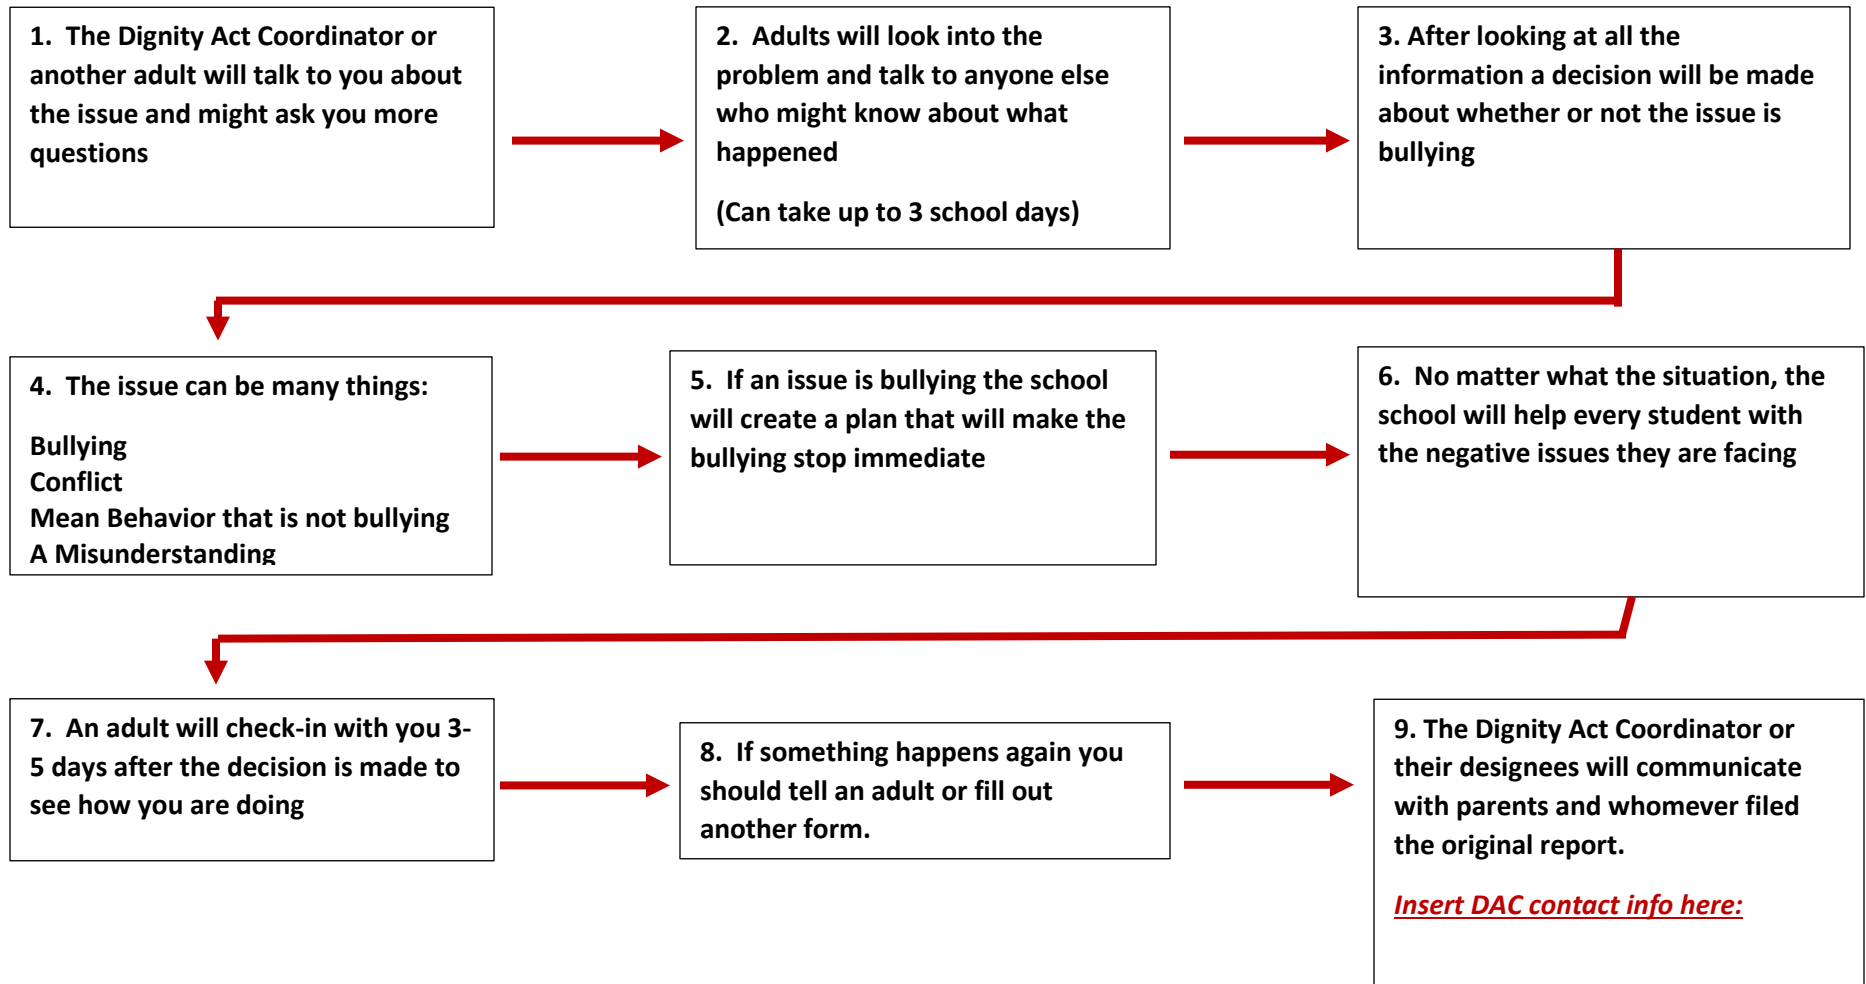 1. The Dignity Act Coordinator or
another adult will talk to you about
the issue and might ask you more
questions
2. Adults will look into the
problem and talk to anyone else
who might know about what
happened
(Can take up to 3 school days)
3. After looking at all the
information a decision will be made
about whether or not the issue is
bullying
4. The issue can be many things:
Bullying
Conflict
Mean Behavior that is not bullying
A Misunderstanding
5. If an issue is bullying the school
will create a plan that will make the
bullying stop immediate
6. No matter what the situation, the
school will help every student with
the negative issues they are facing
7. An adult will check-in with you 3-
5 days after the decision is made to
see how you are doing
8. If something happens again you
should tell an adult or fill out
another form.
9. The Dignity Act Coordinator or
their designees will communicate
with parents and whomever filed
the original report.
Insert DAC contact info here: